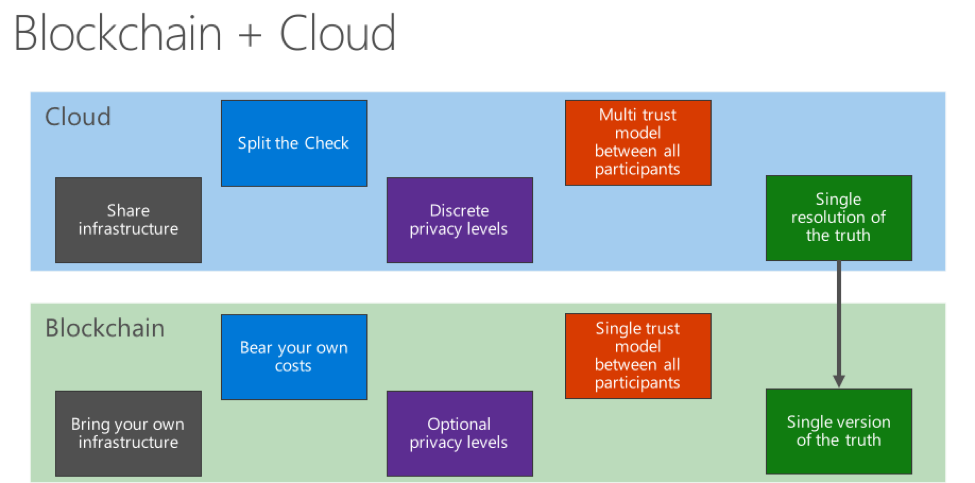 Blockchain + Cloud
Cloud
Split the Check
Multi trust
model
between all
participants
Share
infrastructure
Discrete
privacy levels
Single
resolution of
the truth
Blockchain
Bear your own
costs
Single trust
model
between all
participants
Bring your own
infrastructure
Optional
privacy levels
Single version
of the truth